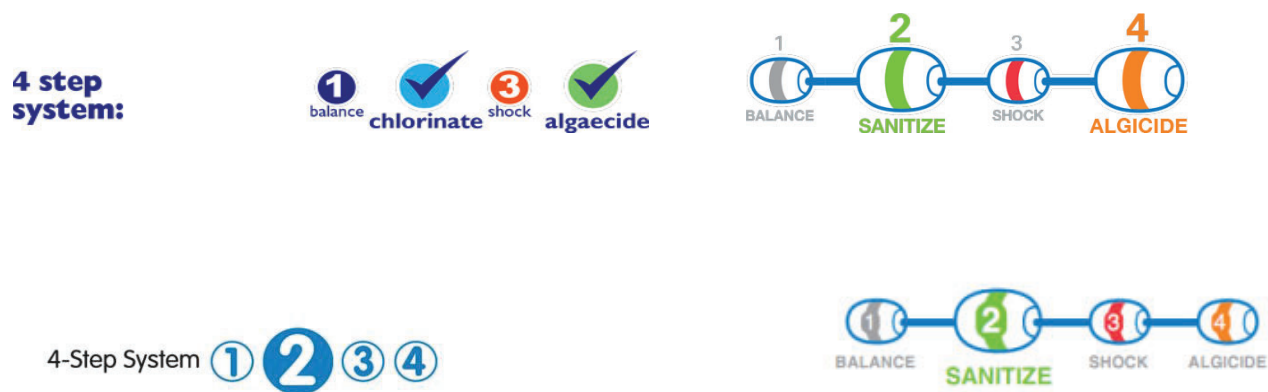 4 step
system:
1 3
balance chlorinate shock algaecide
1 2 3 4
BALANCE SANITIZE SHOCK ALGICIDE
4-Step System 1 2 3 4
1 2 3 4
BALANCE SANITIZE SHOCK ALGICIDE